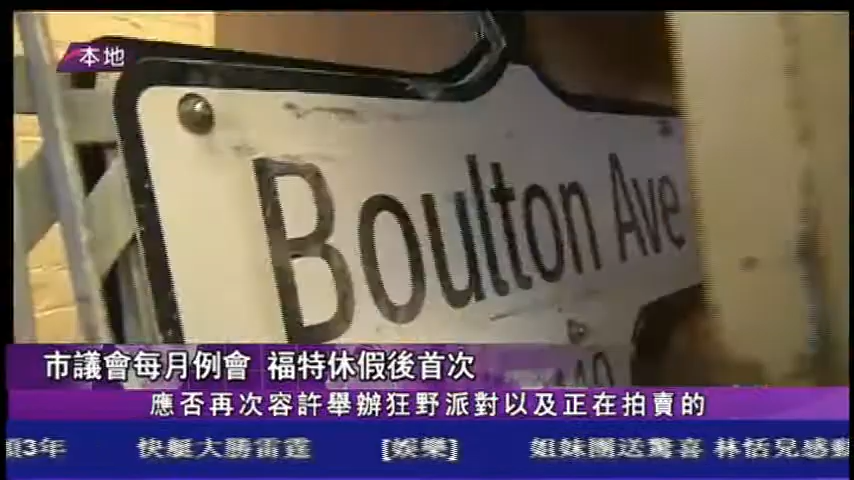 本地
Boulton Ave
市議會每月例會 福特休假後首次
應否再次容許舉辦狂野派對以及正在拍賣的
3年 快艇大勝雷霆 [娛樂] 姐妹團送驚喜 林恬兒感動